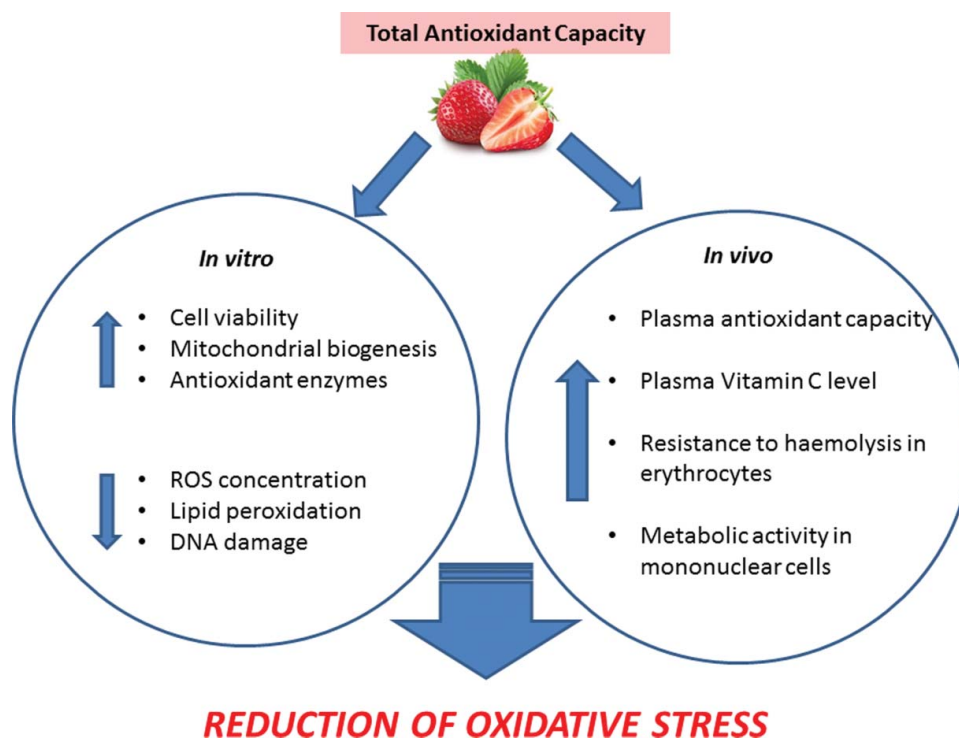 Total Antioxidant Capacity
In vitro
• Cell viability
• Mitochondrial biogenesis
• Antioxidant enzymes
• ROS concentration
• Lipid peroxidation
• DNA damage
In vivo
• Plasma antioxidant capacity
• Plasma Vitamin C level
• Resistance to haemolysis in
erythrocytes
• Metabolic activity in
mononuclear cells
REDUCTION OF OXIDATIVE STRESS